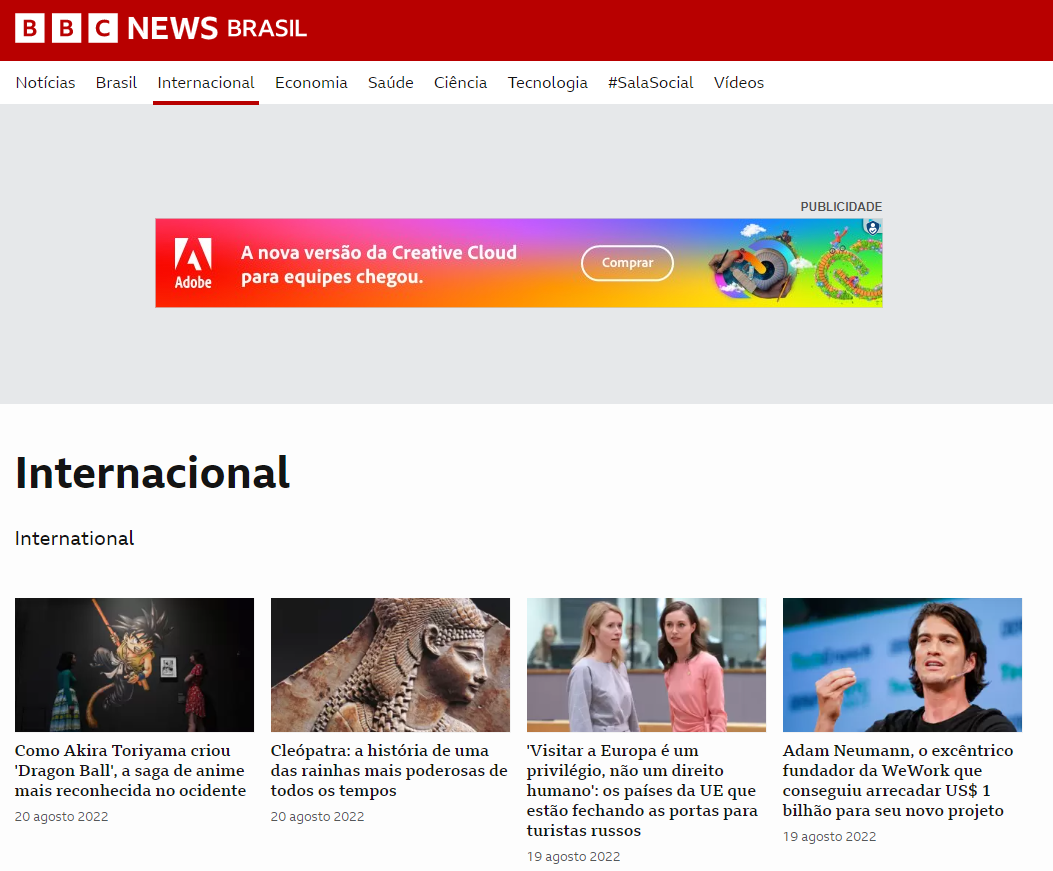 BBC NEWS BRASIL
Notícias Brasil Internacional Economia Saúde Ciência Tecnologia #SalaSocial Vídeos
PUBLICIDADE
Adobe
A nova versão da Creative Cloud
para equipes chegou.
Comprar
Internacional
International
Como Akira Toriyama criou
'Dragon Ball', a saga de anime
mais reconhecida no ocidente
20 agosto 2022
Cleópatra: a história de uma
das rainhas mais poderosas de
todos os tempos
20 agosto 2022
'Visitar a Europa é um
privilégio, não um direito
humano': os países da UE que
estão fechando as portas para
turistas russos
19 agosto 2022
Adam Neumann, o excêntrico
fundador da WeWork que
conseguiu arrecadar US$ 1
bilhão para seu novo projeto
19 agosto 2022